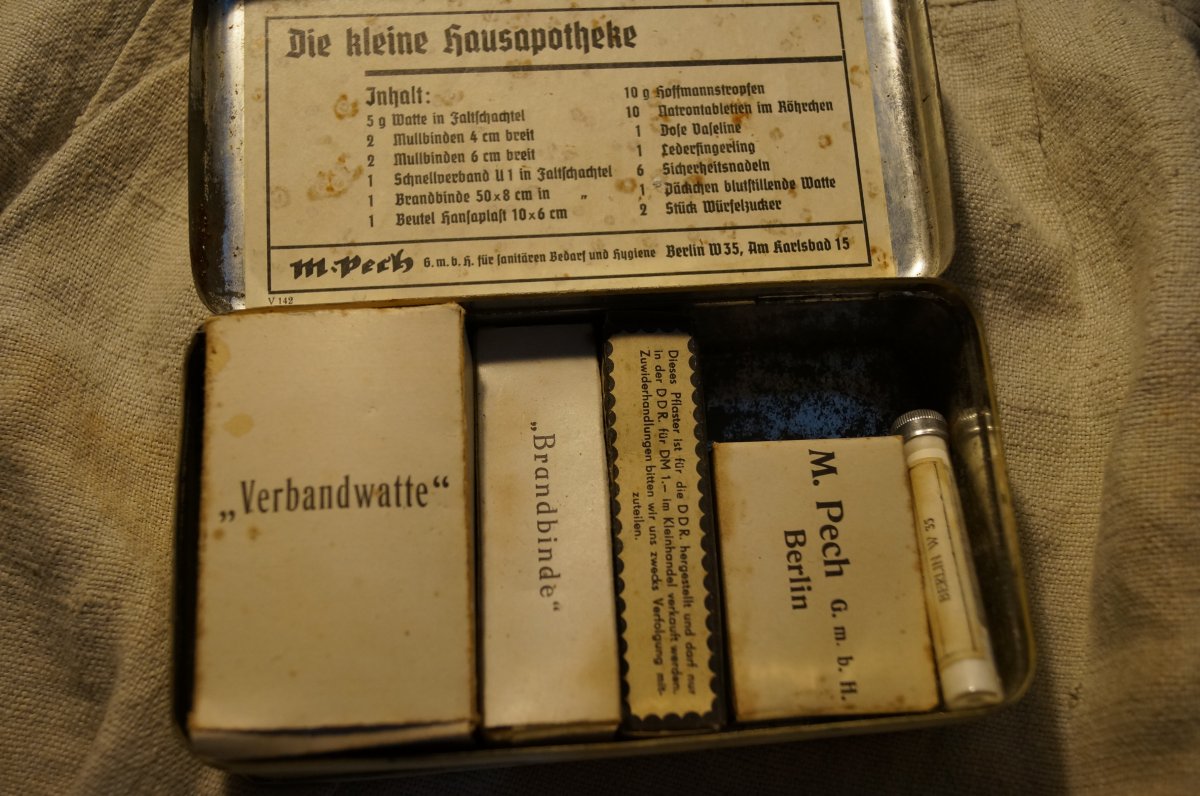 Die kleine Hausapotheke
Inhalt:
5 g Watte in Faltschachtel
2 Mullbinden 4 cm breit
2 Mullbinden 6 cm breit
1 Schnellverband U 1 in Faltschachtel
1 Brandbinde 50×8 cm in „
1 Beutel Hansaplast 10×6 cm
10 g Hoffmannstropfen
10 Natrontabletten im Röhrchen
1 Dose Vaseline
1 Lederfingerling
6 Sicherheitsnadeln
1 Päckchen blutstillende Watte
2 Stück Würfelzucker
M. Pech G. m. b. H. für sanitären Bedarf und Hygiene Berlin W 35, Am Karlsbad 15
V 142
„Verbandwatte“
„Brandbinde“
Dieses Pflaster ist für die DDR. hergestellt und darf nur
in der DDR. für DM 1.– im Kleinhandel verkauft werden.
Zuwiderhandlungen bitten wir uns zwecks Verfolgung mit-
zuteilen.
M. Pech G. m. b. H.
Berlin
BERLIN W 35